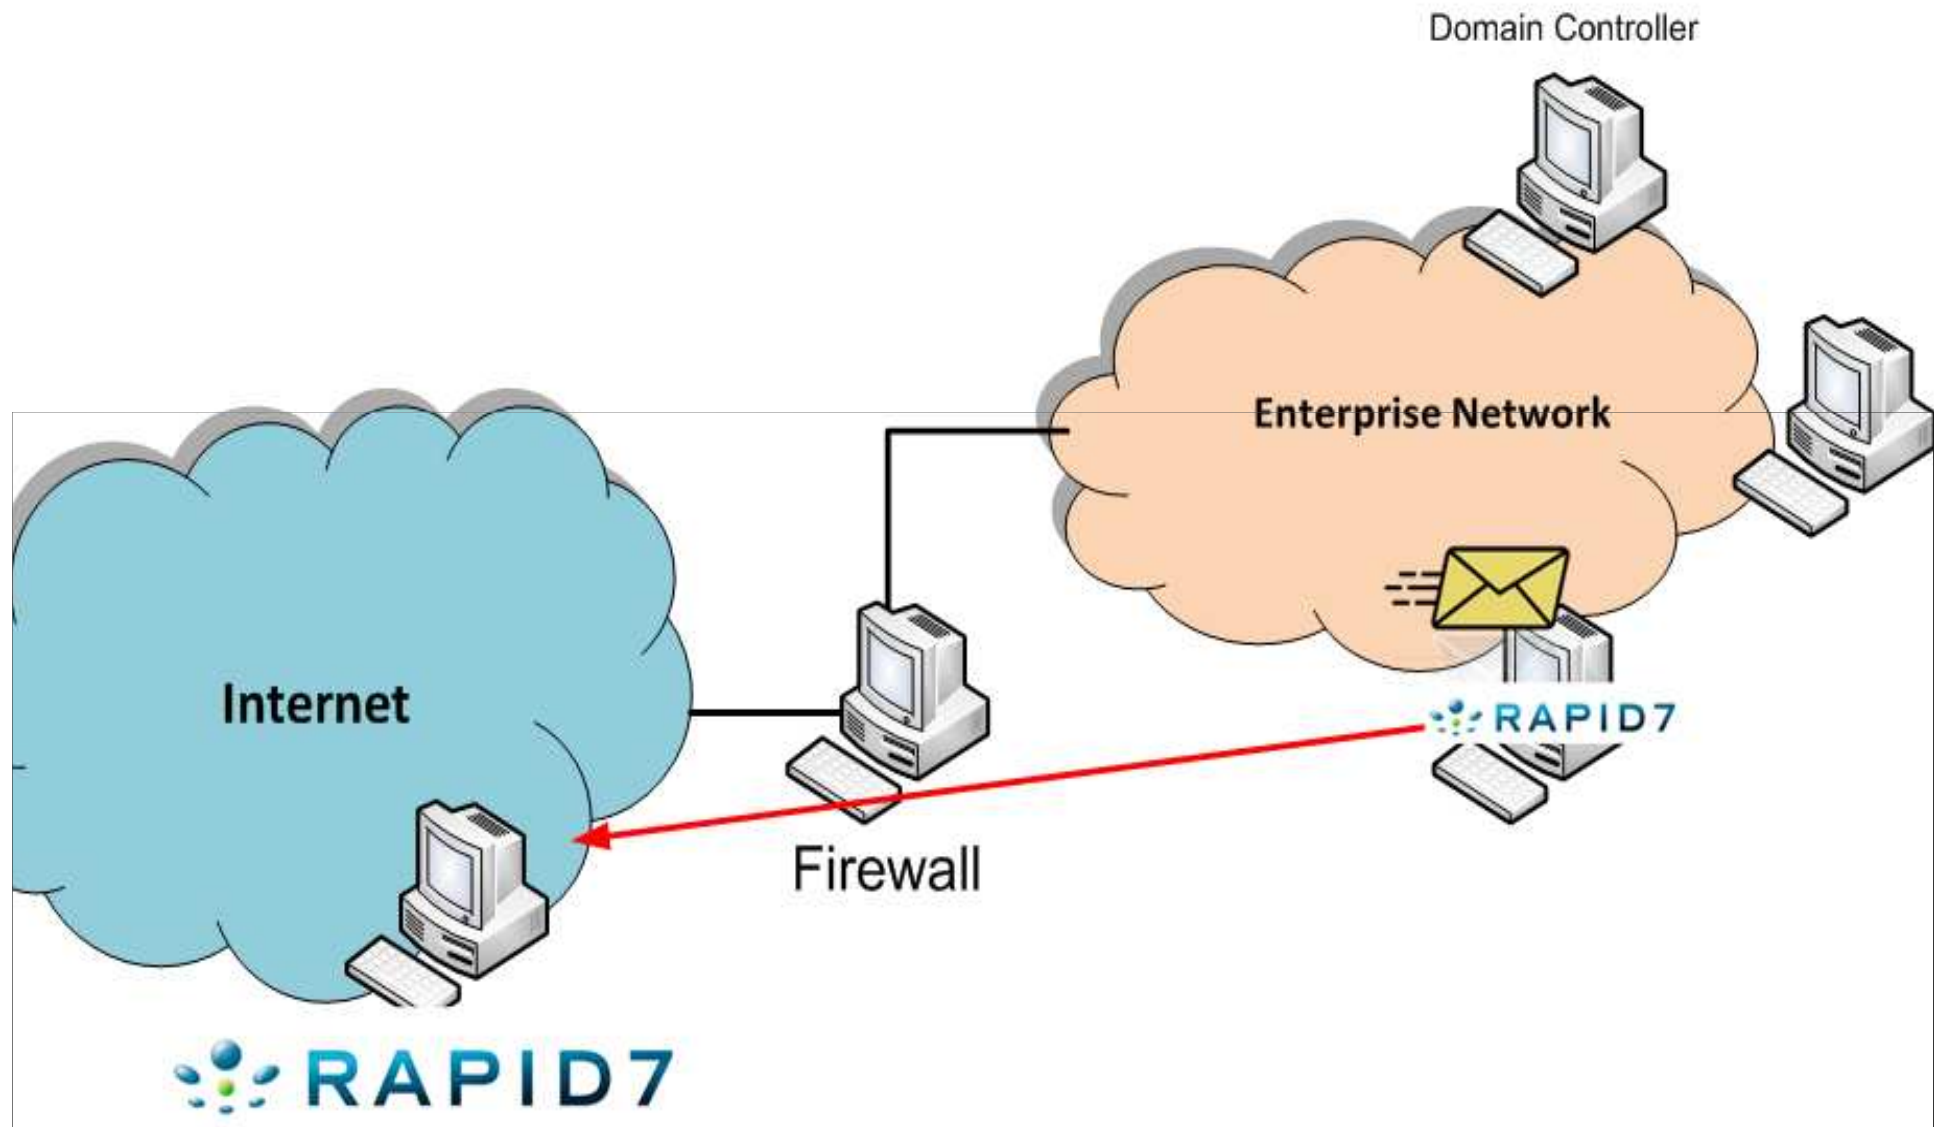 Domain Controller
Enterprise Network
Internet
RAPID7
Firewall
RAPID7